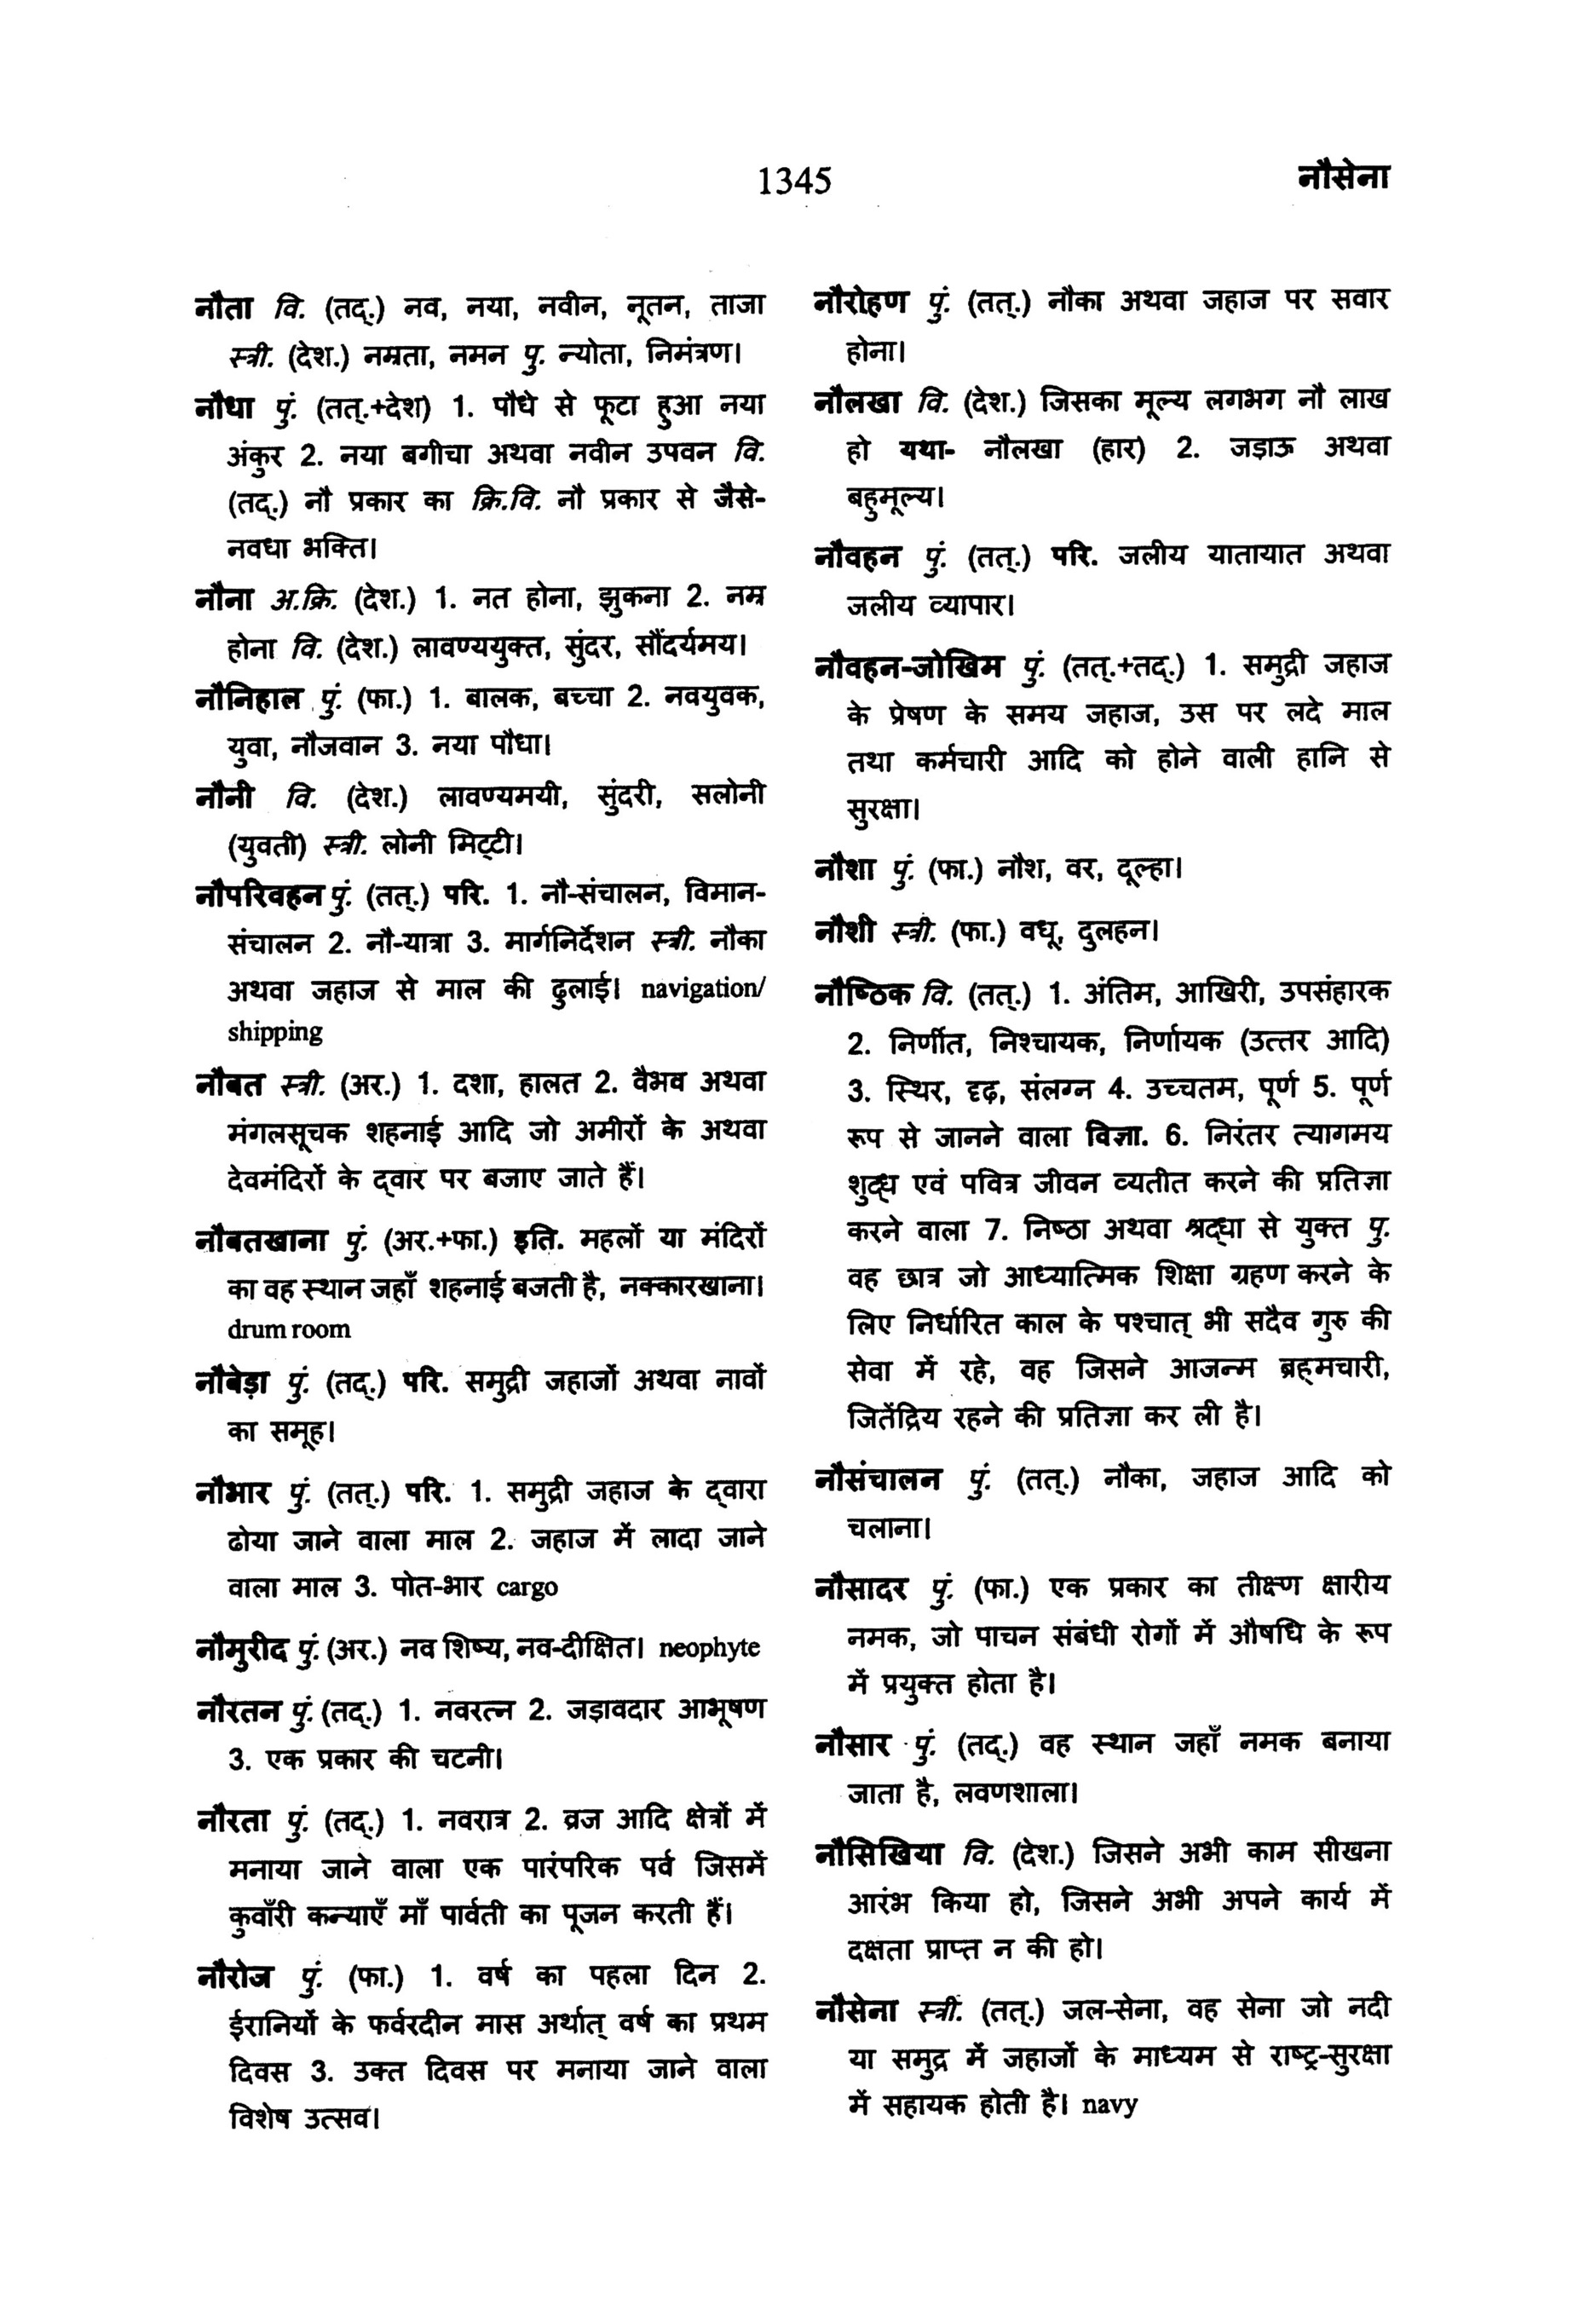 1345
नौसेना
नौता वि. (तद्.) नव, नया, नवीन, नूतन, ताजा
स्त्री. (देश.) नम्रता, नमन पु. न्योता, निमंत्रण।
नौधा पुं. (तत्.+देश) 1. पौधे से फूटा हुआ नया
अंकुर 2. नया बगीचा अथवा नवीन उपवन वि.
(तद्.) नौ प्रकार का क्रि.वि. नौ प्रकार से जैसे-
नवधा भक्ति।
नौना अ.क्रि. (देश.) 1. नत होना, झुकना 2. नम्र
होना वि. (देश.) लावण्ययुक्त, सुंदर, सौंदर्यमय।
नौनिहाल पुं. (फा.) 1. बालक, बच्चा 2. नवयुवक,
युवा, नौजवान 3. नया पौधा।
नौनी वि. (देश.) लावण्यमयी, सुंदरी, सलोनी
(युवती) स्त्री. लोनी मिट्टी।
नौपरिवहन पुं. (तत्.) परि. 1. नौ-संचालन, विमान-
संचालन 2. नौ-यात्रा 3. मार्गनिर्देशन स्त्री. नौका
अथवा जहाज से माल की ढुलाई। navigation/
shipping
नौबत स्त्री. (अर.) 1. दशा, हालत 2. वैभव अथवा
मंगलसूचक शहनाई आदि जो अमीरों के अथवा
देवमंदिरों के द्वार पर बजाए जाते हैं।
नौबतखाना पुं. (अर.+फा.) इति. महलों या मंदिरों
का वह स्थान जहाँ शहनाई बजती है, नक्कारखाना।
drum room
नौबेड़ा पुं. (तद्.) परि. समुद्री जहाजों अथवा नावों
का समूह।
नौभार पुं. (तत्.) परि. 1. समुद्री जहाज के द्वारा
ढोया जाने वाला माल 2. जहाज में लादा जाने
वाला माल 3. पोत-भार cargo
नौमुरीद पुं. (अर.) नव शिष्य, नव-दीक्षित। neophyte
नौरतन पुं. (तद्.) 1. नवरत्न 2. जड़ावदार आभूषण
3. एक प्रकार की चटनी।
नौरता पुं. (तद्.) 1. नवरात्र 2. व्रज आदि क्षेत्रों में
मनाया जाने वाला एक पारंपरिक पर्व जिसमें
कुवाँरी कन्याएँ माँ पार्वती का पूजन करती हैं।
नौरोज पुं. (फा.) 1. वर्ष का पहला दिन 2.
ईरानियों के फर्वरदीन मास अर्थात् वर्ष का प्रथम
दिवस 3. उक्त दिवस पर मनाया जाने वाला
विशेष उत्सव।
नौरोहण पुं. (तत्.) नौका अथवा जहाज पर सवार
होना।
नौलखा वि. (देश.) जिसका मूल्य लगभग नौ लाख
हो यथा- नौलखा (हार) 2. जड़ाऊ अथवा
बहुमूल्य।
नौवहन पुं. (तत्.) परि. जलीय यातायात अथवा
जलीय व्यापार।
नौवहन-जोखिम पुं. (तत्.+तद्.) 1. समुद्री जहाज
के प्रेषण के समय जहाज, उस पर लदे माल
तथा कर्मचारी आदि को होने वाली हानि से
सुरक्षा।
नौशा पुं. (फा.) नौश, वर, दूल्हा।
नौशी स्त्री. (फा.) वधू, दुलहन।
नौष्ठिक वि. (तत्.) 1. अंतिम, आखिरी, उपसंहारक
2. निर्णीत, निश्चायक, निर्णायक (उत्तर आदि)
3. स्थिर, दृढ़, संलग्न 4. उच्चतम, पूर्ण 5. पूर्ण
रूप से जानने वाला विज्ञा. 6. निरंतर त्यागमय
शुद्ध एवं पवित्र जीवन व्यतीत करने की प्रतिज्ञा
करने वाला 7. निष्ठा अथवा श्रद्धा से युक्त पु.
वह छात्र जो आध्यात्मिक शिक्षा ग्रहण करने के
लिए निर्धारित काल के पश्चात् भी सदैव गुरु की
सेवा में रहे, वह जिसने आजन्म ब्रह्मचारी,
जितेंद्रिय रहने की प्रतिज्ञा कर ली है।
नौसंचालन पुं. (तत्.) नौका, जहाज आदि को
चलाना।
नौसादर पुं. (फा.) एक प्रकार का तीक्ष्ण क्षारीय
नमक, जो पाचन संबंधी रोगों में औषधि के रूप
में प्रयुक्त होता है।
नौसार पुं. (तद्.) वह स्थान जहाँ नमक बनाया
जाता है, लवणशाला।
नौसिखिया वि. (देश.) जिसने अभी काम सीखना
आरंभ किया हो, जिसने अभी अपने कार्य में
दक्षता प्राप्त न की हो।
नौसेना स्त्री. (तत्.) जल-सेना, वह सेना जो नदी
या समुद्र में जहाजों के माध्यम से राष्ट्र-सुरक्षा
में सहायक होती है। navy